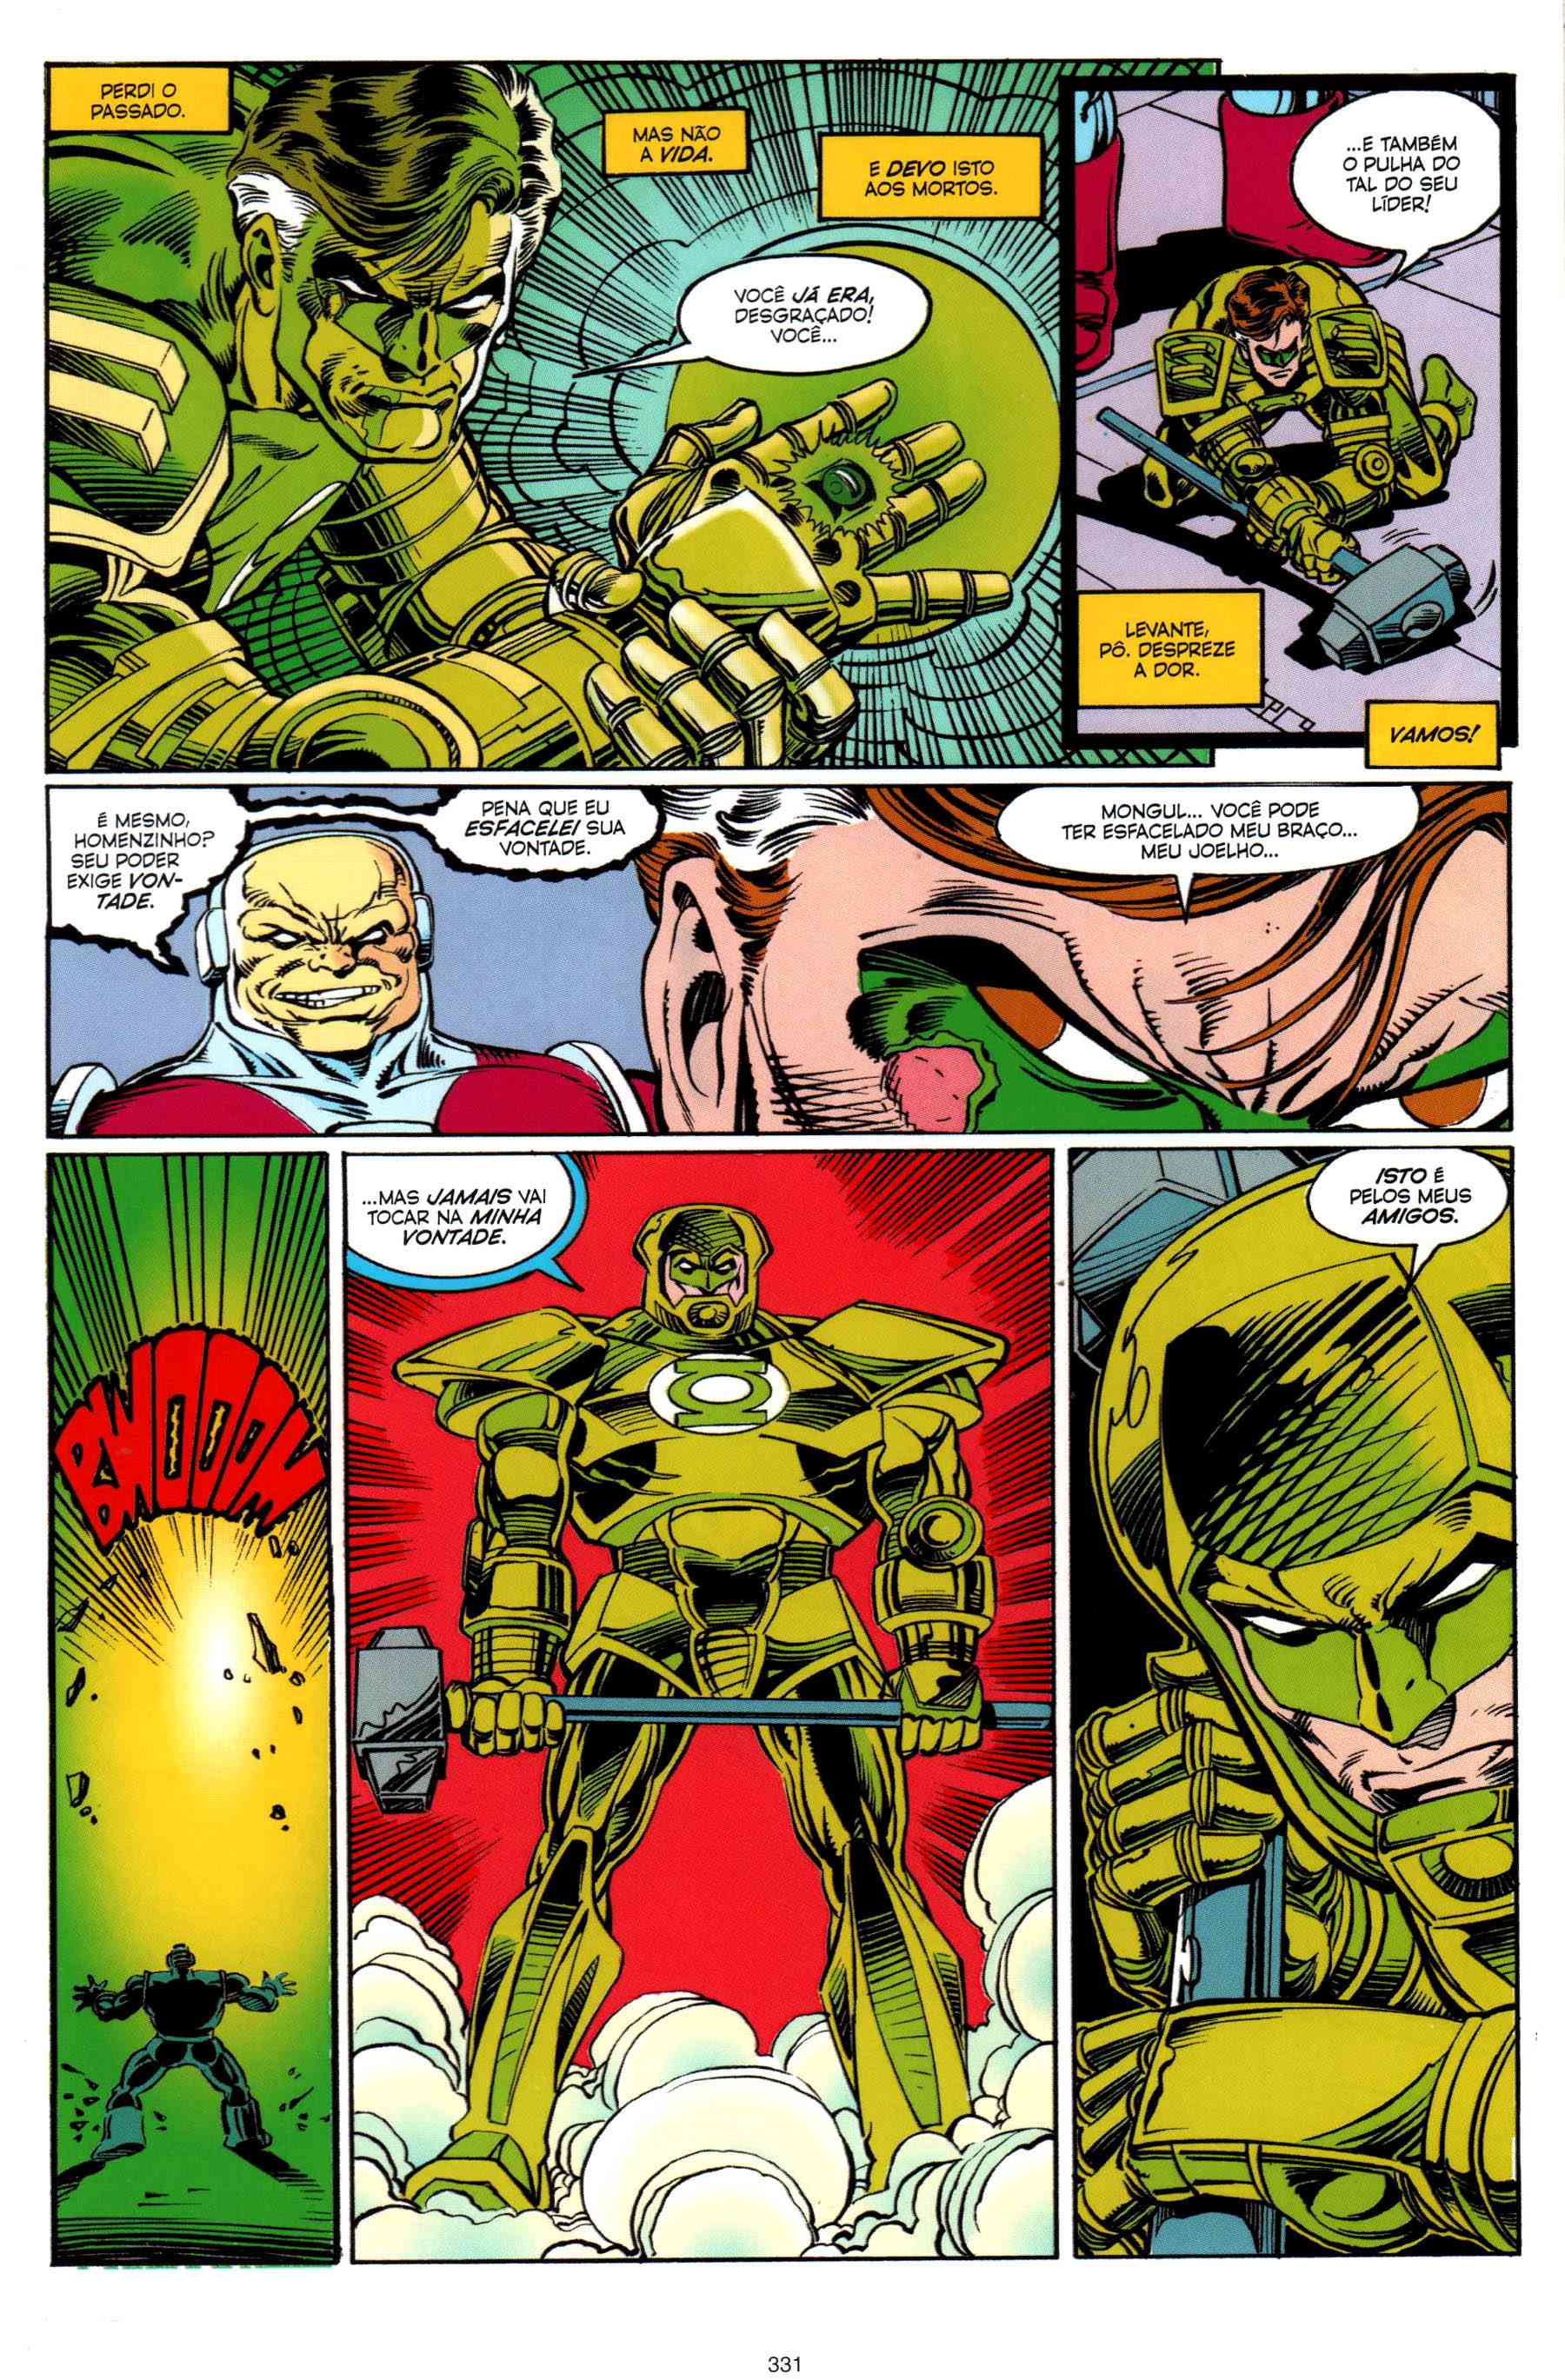 PERDI O
PASSADO.
MAS NÃO
A VIDA.
E DEVO ISTO
AOS MORTOS.
VOCÊ JÁ ERA,
DESGRAÇADO!
VOCÊ...
...E TAMBÉM
O PULHA DO
TAL DO SEU
LÍDER!
LEVANTE,
PÔ. DESPREZE
A DOR.
VAMOS!
É MESMO,
HOMENZINHO?
SEU PODER
EXIGE VON-
TADE.
PENA QUE EU
ESFACELEI SUA
VONTADE.
MONGUL... VOCÊ PODE
TER ESFACELADO MEU BRAÇO...
MEU JOELHO...
BWOOOM
...MAS JAMAIS VAI
TOCAR NA MINHA
VONTADE.
ISTO É
PELOS MEUS
AMIGOS.
331